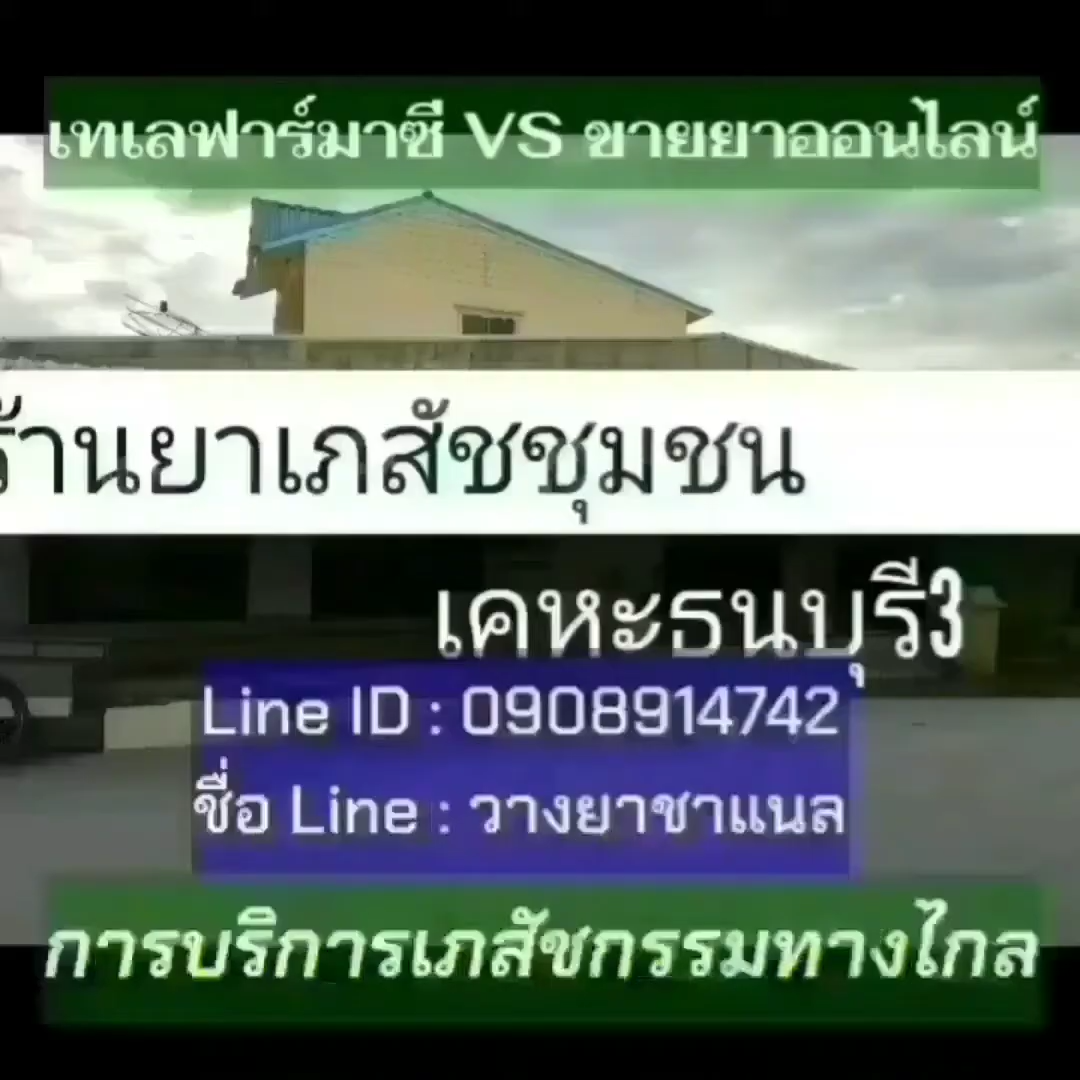 เทเลฟาร์มาซี VS ขายยาออนไลน์
ร้านยาเภสัชชุมชน
เคหะธนบุรี3
Line ID : 0908914742
ชื่อ Line : วางยาชาแนล
การบริการเภสัชกรรมทางไกล